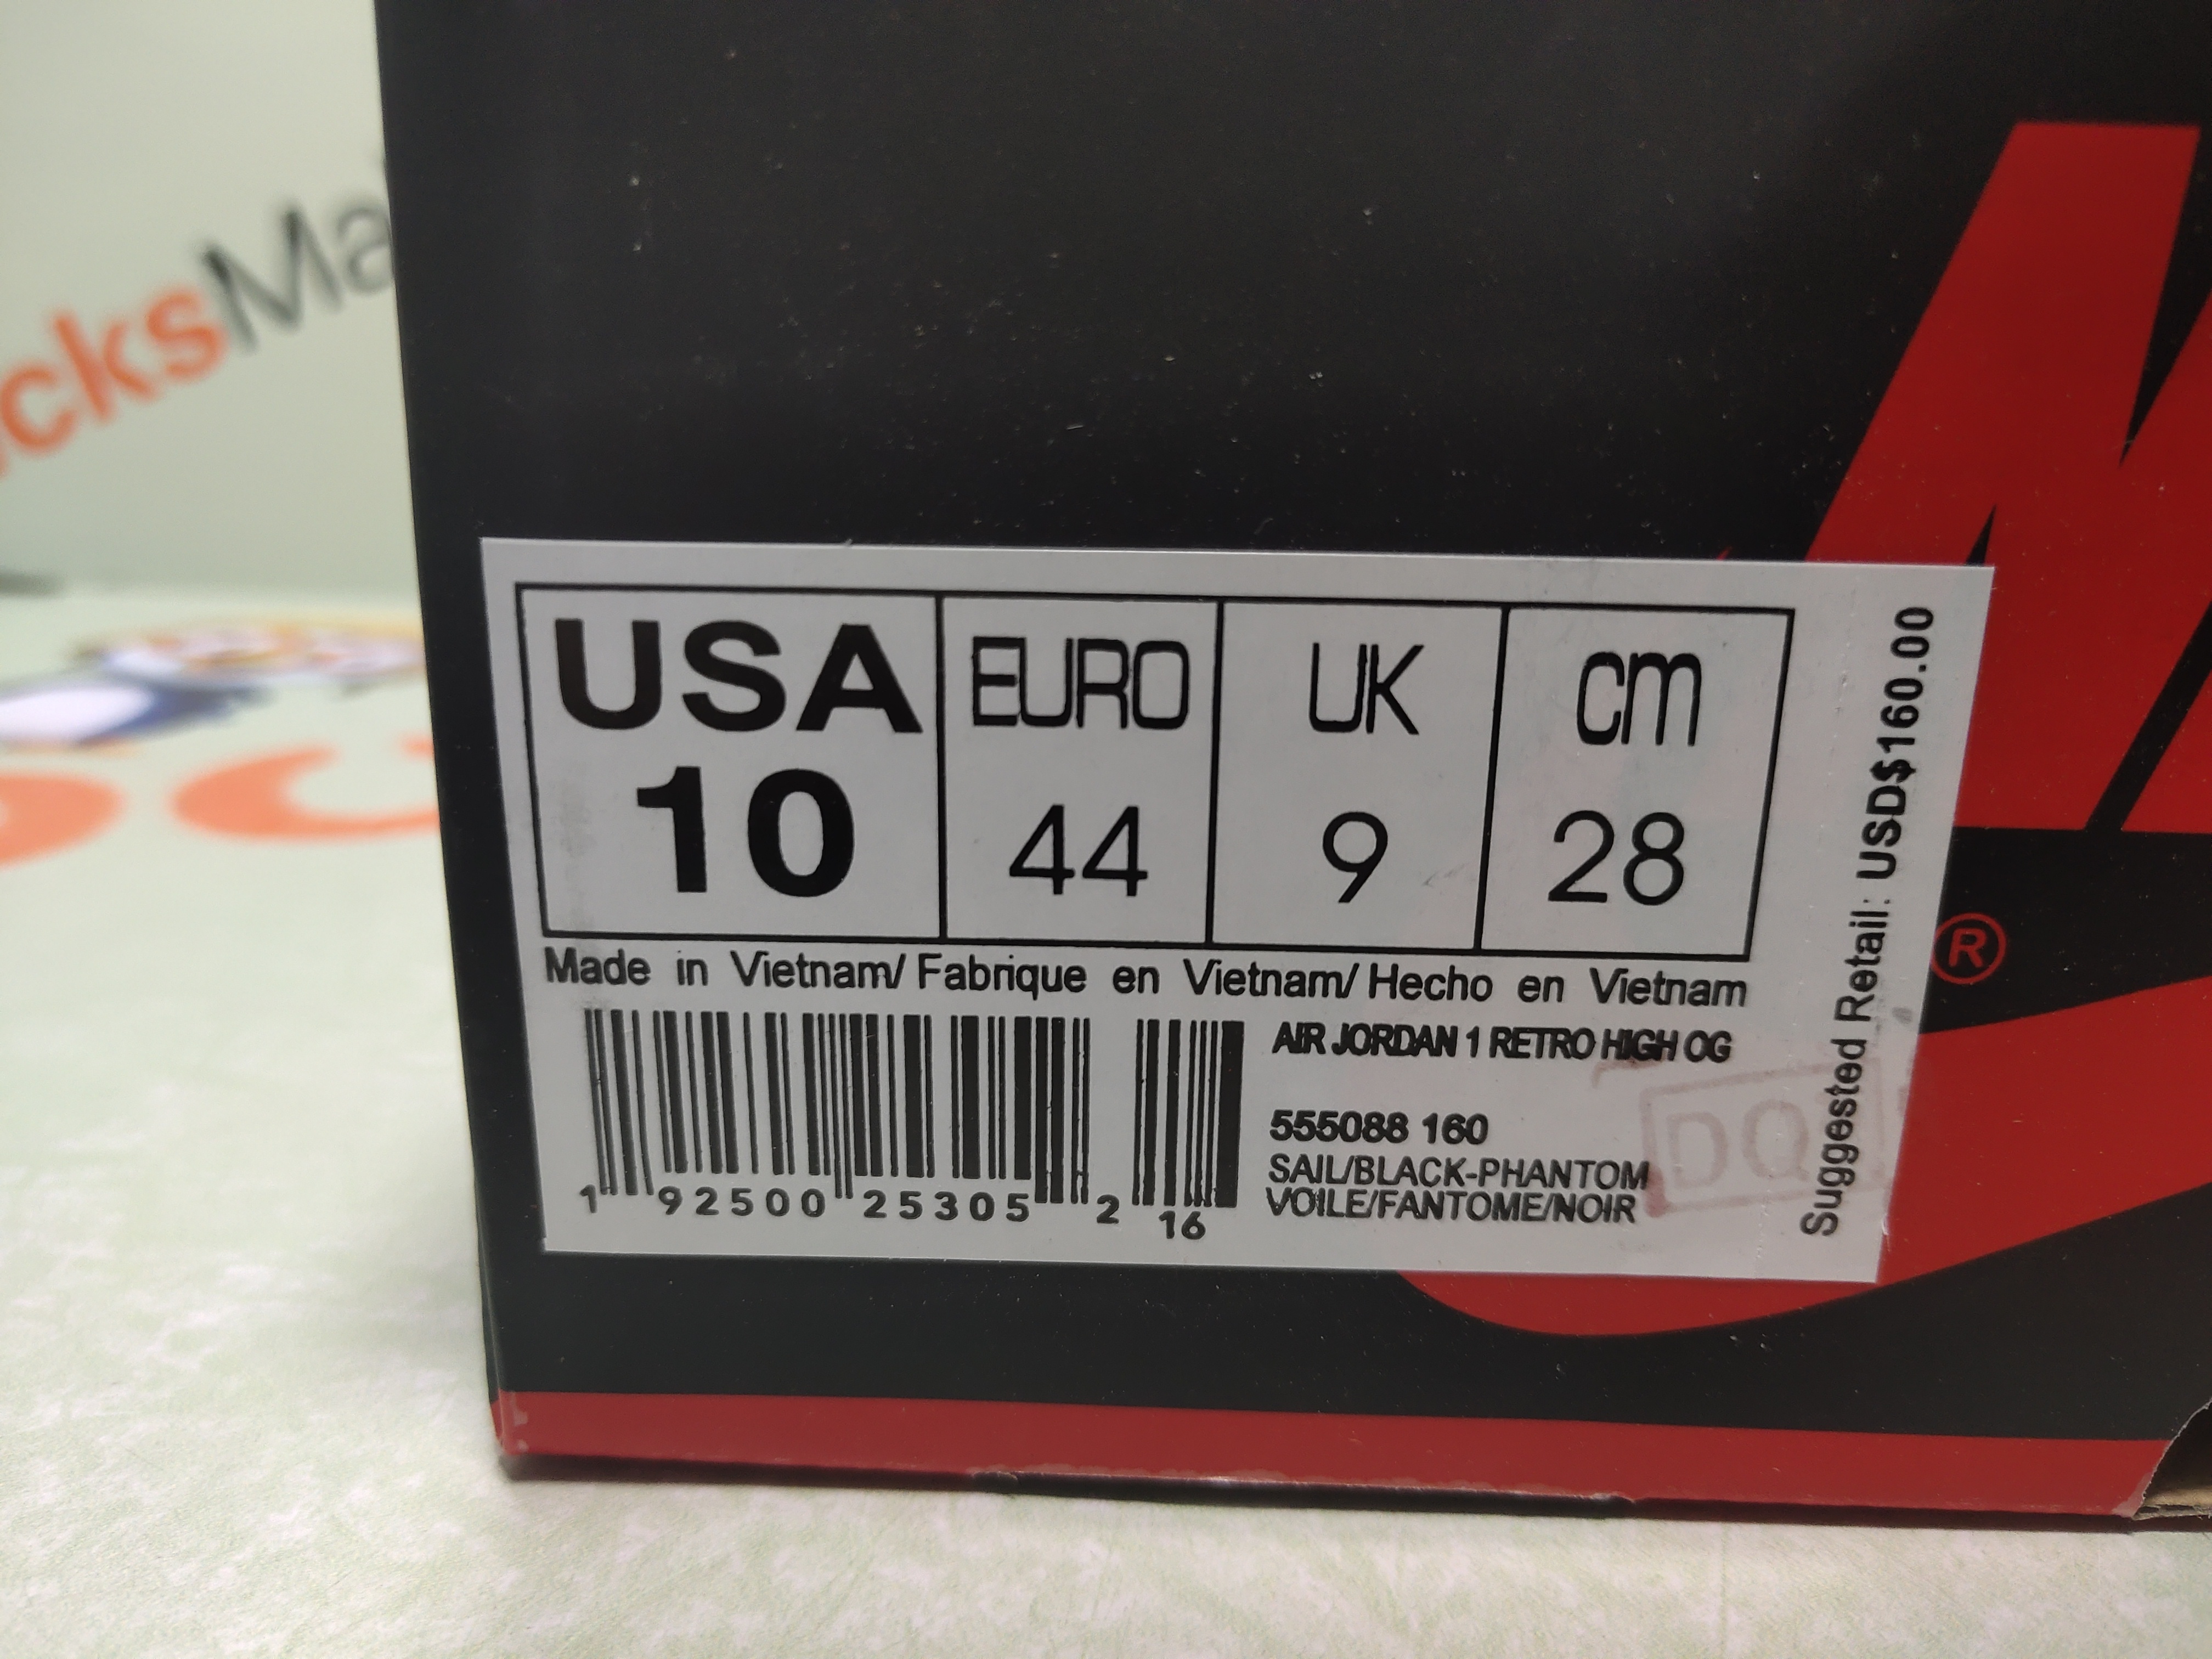 cksMa
USA EURO UK cm
10 44 9 28
Made in Vietnam/ Fabrique en Vietnam/ Hecho en Vietnam
AIR JORDAN 1 RETRO HIGH OG
555088 160
SAIL/BLACK-PHANTOM
VOILE/FANTOME/NOIR
1 92500 25305 2 16
DQ
Suggested Retail: USD$160.00
®